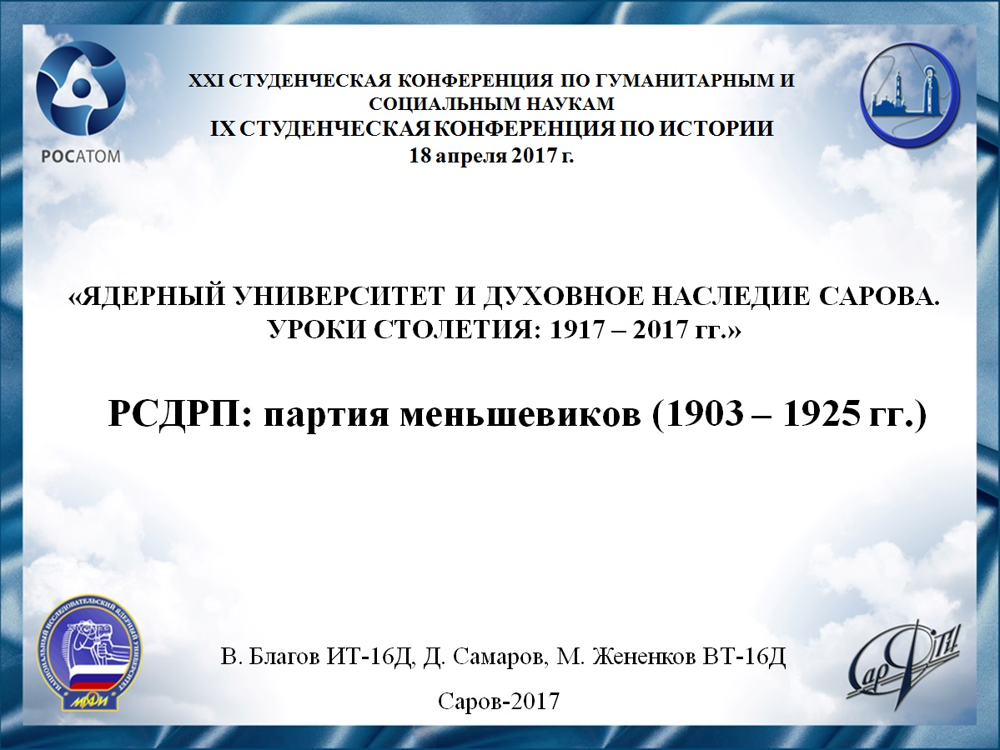 XXI СТУДЕНЧЕСКАЯ КОНФЕРЕНЦИЯ ПО ГУМАНИТАРНЫМ И
СОЦИАЛЬНЫМ НАУКАМ
IX СТУДЕНЧЕСКАЯ КОНФЕРЕНЦИЯ ПО ИСТОРИИ
18 апреля 2017 г.
РОСАТОМ
«ЯДЕРНЫЙ УНИВЕРСИТЕТ И ДУХОВНОЕ НАСЛЕДИЕ САРОВА.
УРОКИ СТОЛЕТИЯ: 1917 – 2017 гг.»
РСДРП: партия меньшевиков (1903 – 1925 гг.)
НАЦИОНАЛЬНЫЙ ИССЛЕДОВАТЕЛЬСКИЙ ЯДЕРНЫЙ УНИВЕРСИТЕТ
МИФИ
СарФТИ
В. Благов ИТ-16Д, Д. Самаров, М. Жененков ВТ-16Д
Саров-2017